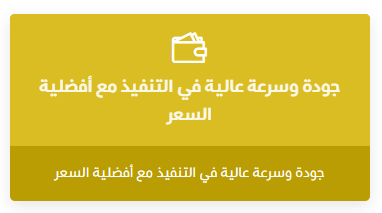 جودة وسرعة عالية في التنفيذ مع أفضلية
السعر
جودة وسرعة عالية في التنفيذ مع أفضلية السعر